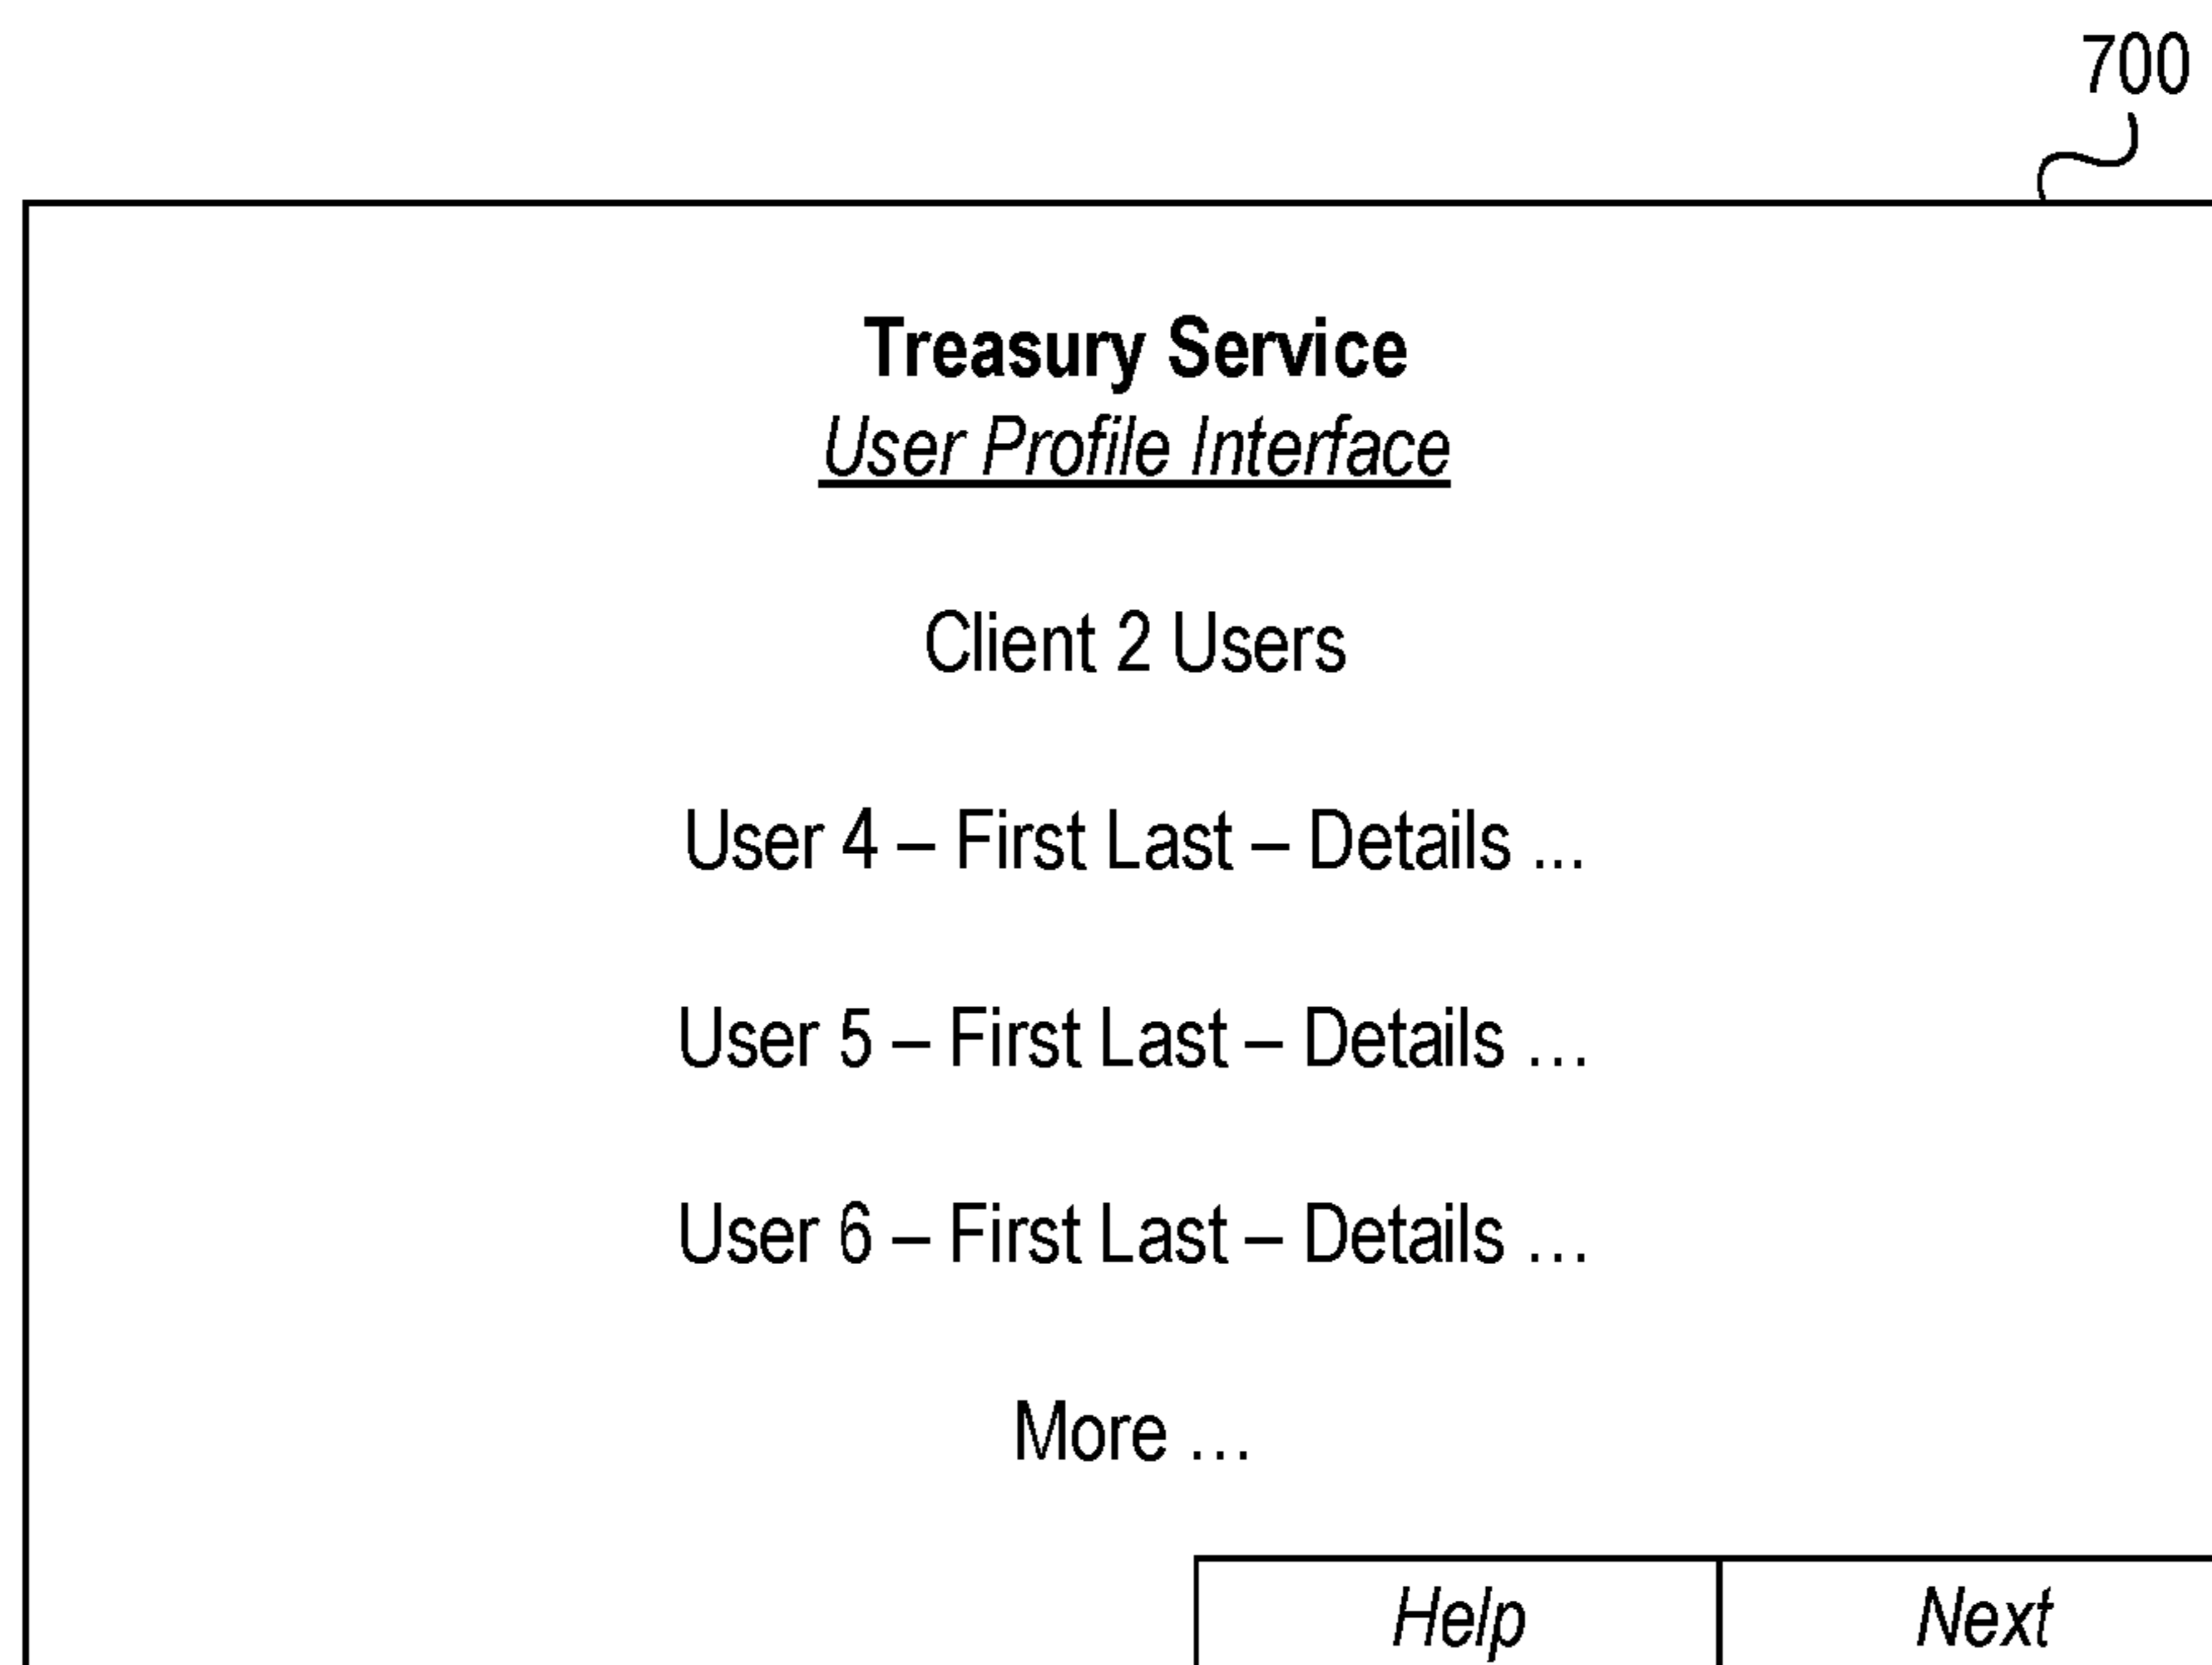 700
Treasury Service
User Profile Interface
Client 2 Users
User 4 – First Last – Details ...
User 5 – First Last – Details …
User 6 – First Last – Details …
More …
Help Next